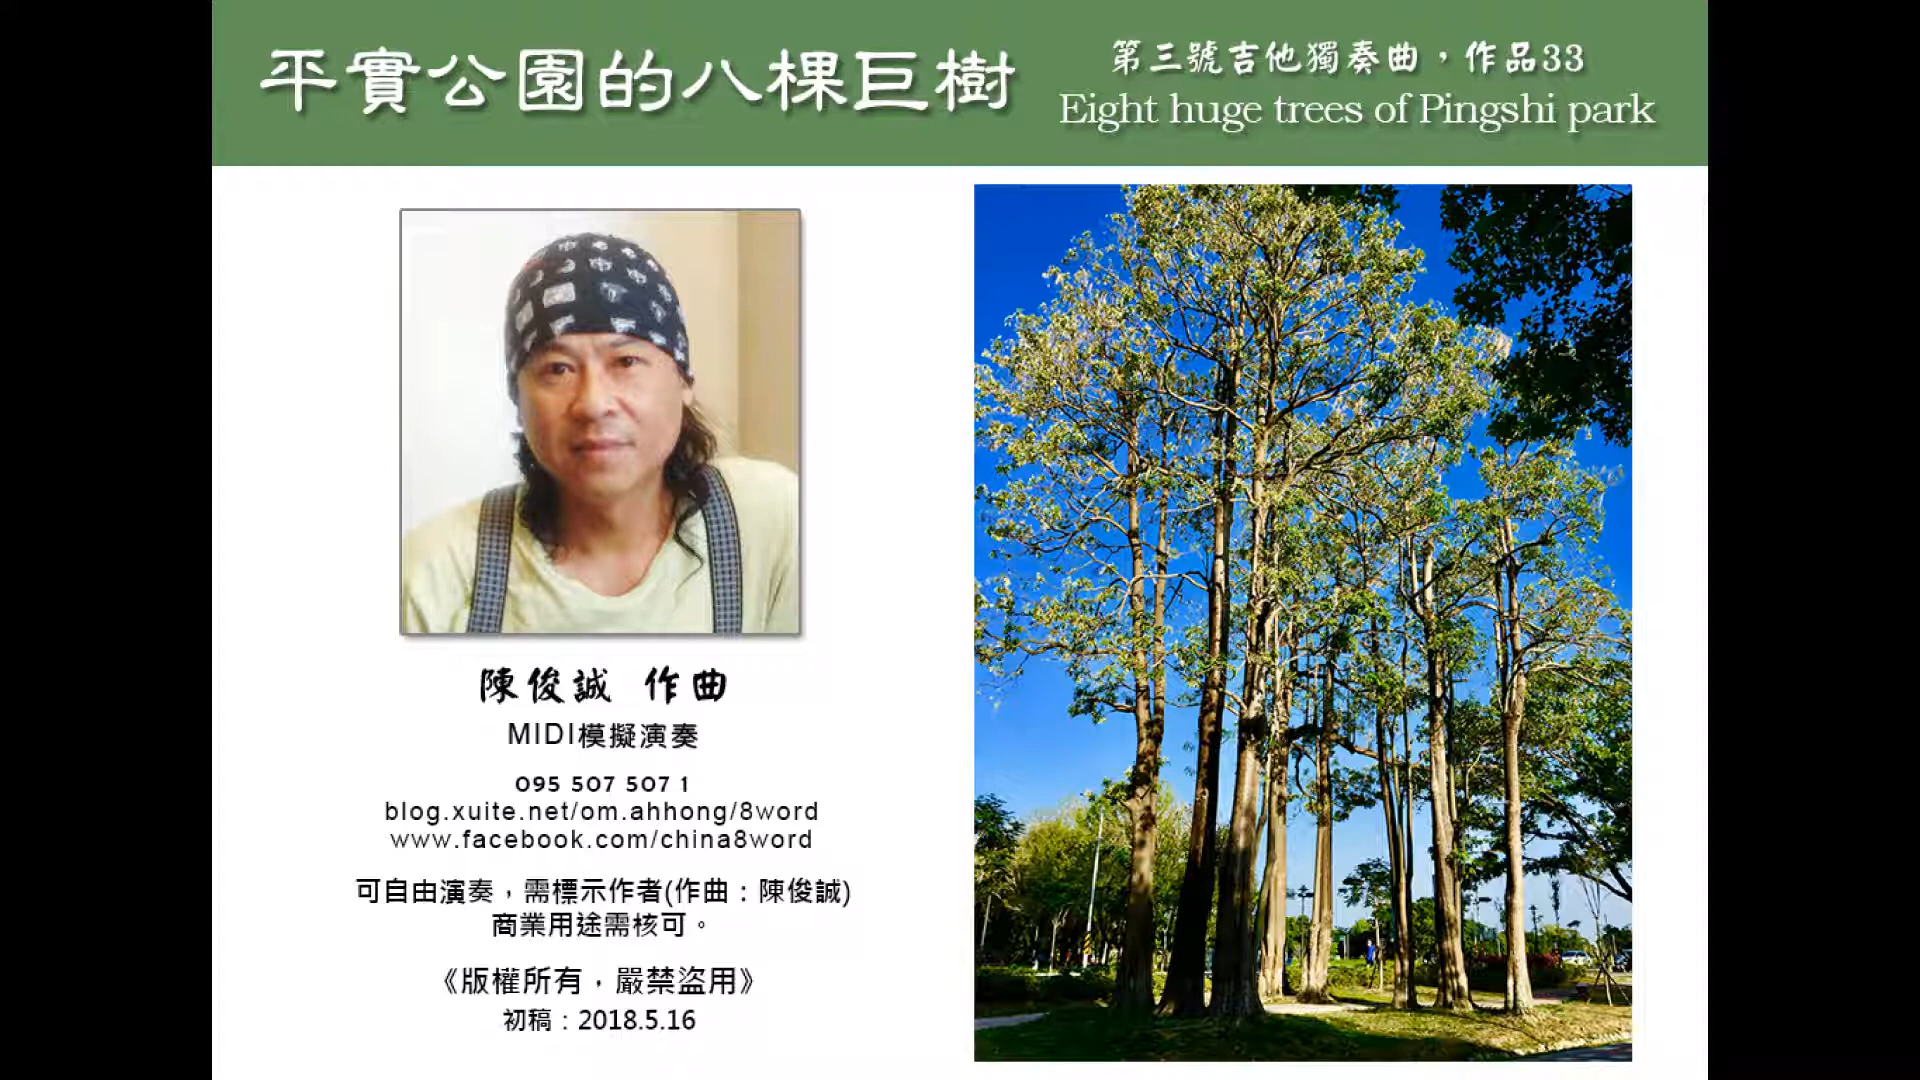 平實公園的八棵巨樹
第三號吉他獨奏曲，作品33
Eight huge trees of Pingshi park
陳俊誠 作曲
MIDI模擬演奏
095 507 507 1
blog.xuite.net/om.ahhong/8word
www.facebook.com/china8word
可自由演奏，需標示作者(作曲：陳俊誠)
商業用途需核可。
《版權所有，嚴禁盜用》
初稿：2018.5.16